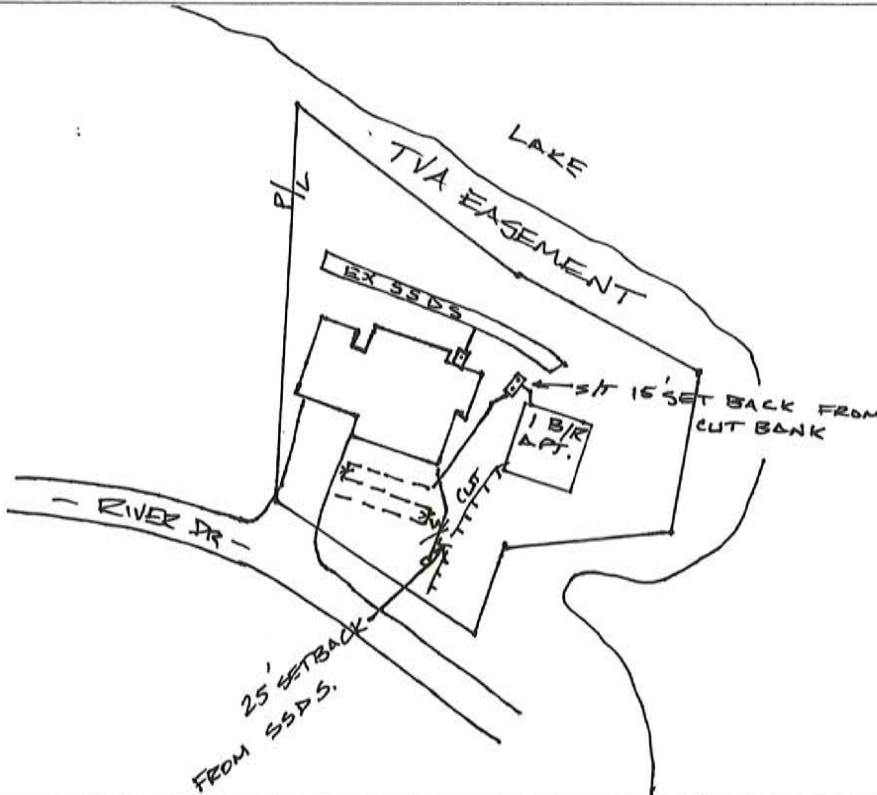 LAKE
TVA EASEMENT
P/L
EX SSDS
S/T 15' SET BACK FROM
CUT BANK
1 B/R
APT.
CUT
RIVER DR
25' SETBACK
FROM SSDS.